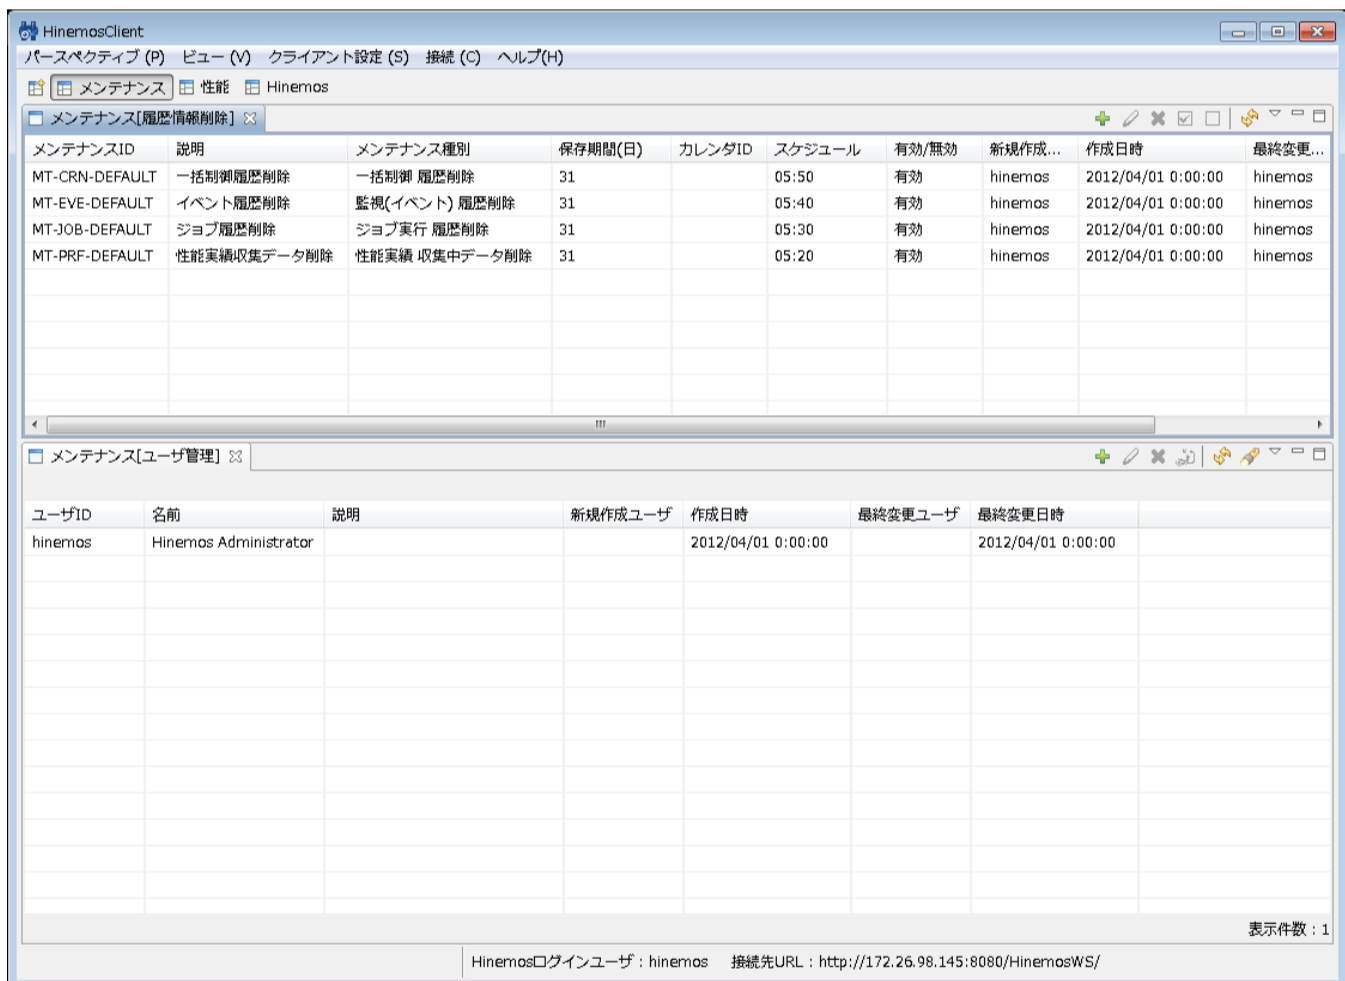 HinemosClient
パースペクティブ (P) ビュー (V) クライアント設定 (S) 接続 (C) ヘルプ(H)
メンテナンス 性能 Hinemos
メンテナンス[履歴情報削除]
メンテナンスID 説明 メンテナンス種別 保存期間(日) カレンダID スケジュール 有効/無効 新規作成... 作成日時 最終変更...
MT-CRN-DEFAULT 一括制御履歴削除 一括制御 履歴削除 31 05:50 有効 hinemos 2012/04/01 0:00:00 hinemos
MT-EVE-DEFAULT イベント履歴削除 監視(イベント) 履歴削除 31 05:40 有効 hinemos 2012/04/01 0:00:00 hinemos
MT-JOB-DEFAULT ジョブ履歴削除 ジョブ実行 履歴削除 31 05:30 有効 hinemos 2012/04/01 0:00:00 hinemos
MT-PRF-DEFAULT 性能実績収集データ削除 性能実績 収集中データ削除 31 05:20 有効 hinemos 2012/04/01 0:00:00 hinemos
メンテナンス[ユーザ管理]
ユーザID 名前 説明 新規作成ユーザ 作成日時 最終変更ユーザ 最終変更日時
hinemos Hinemos Administrator 2012/04/01 0:00:00 2012/04/01 0:00:00
表示件数 : 1
Hinemosログインユーザ : hinemos 接続先URL : http://172.26.98.145:8080/HinemosWS/